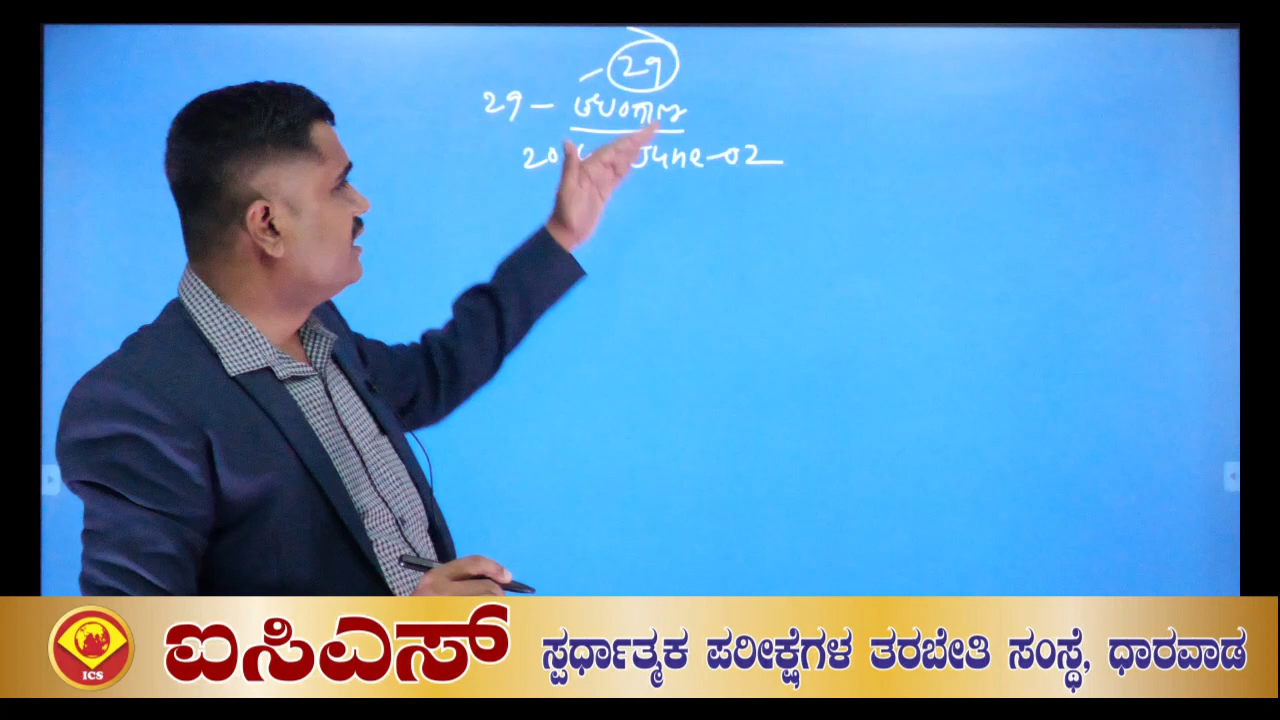 29
29 - ತೆಲಂಗಾಣ
June-02
ICS
ಐಸಿಎಸ್ ಸ್ಪರ್ಧಾತ್ಮಕ ಪರೀಕ್ಷೆಗಳ ತರಬೇತಿ ಸಂಸ್ಥೆ, ಧಾರವಾಡ